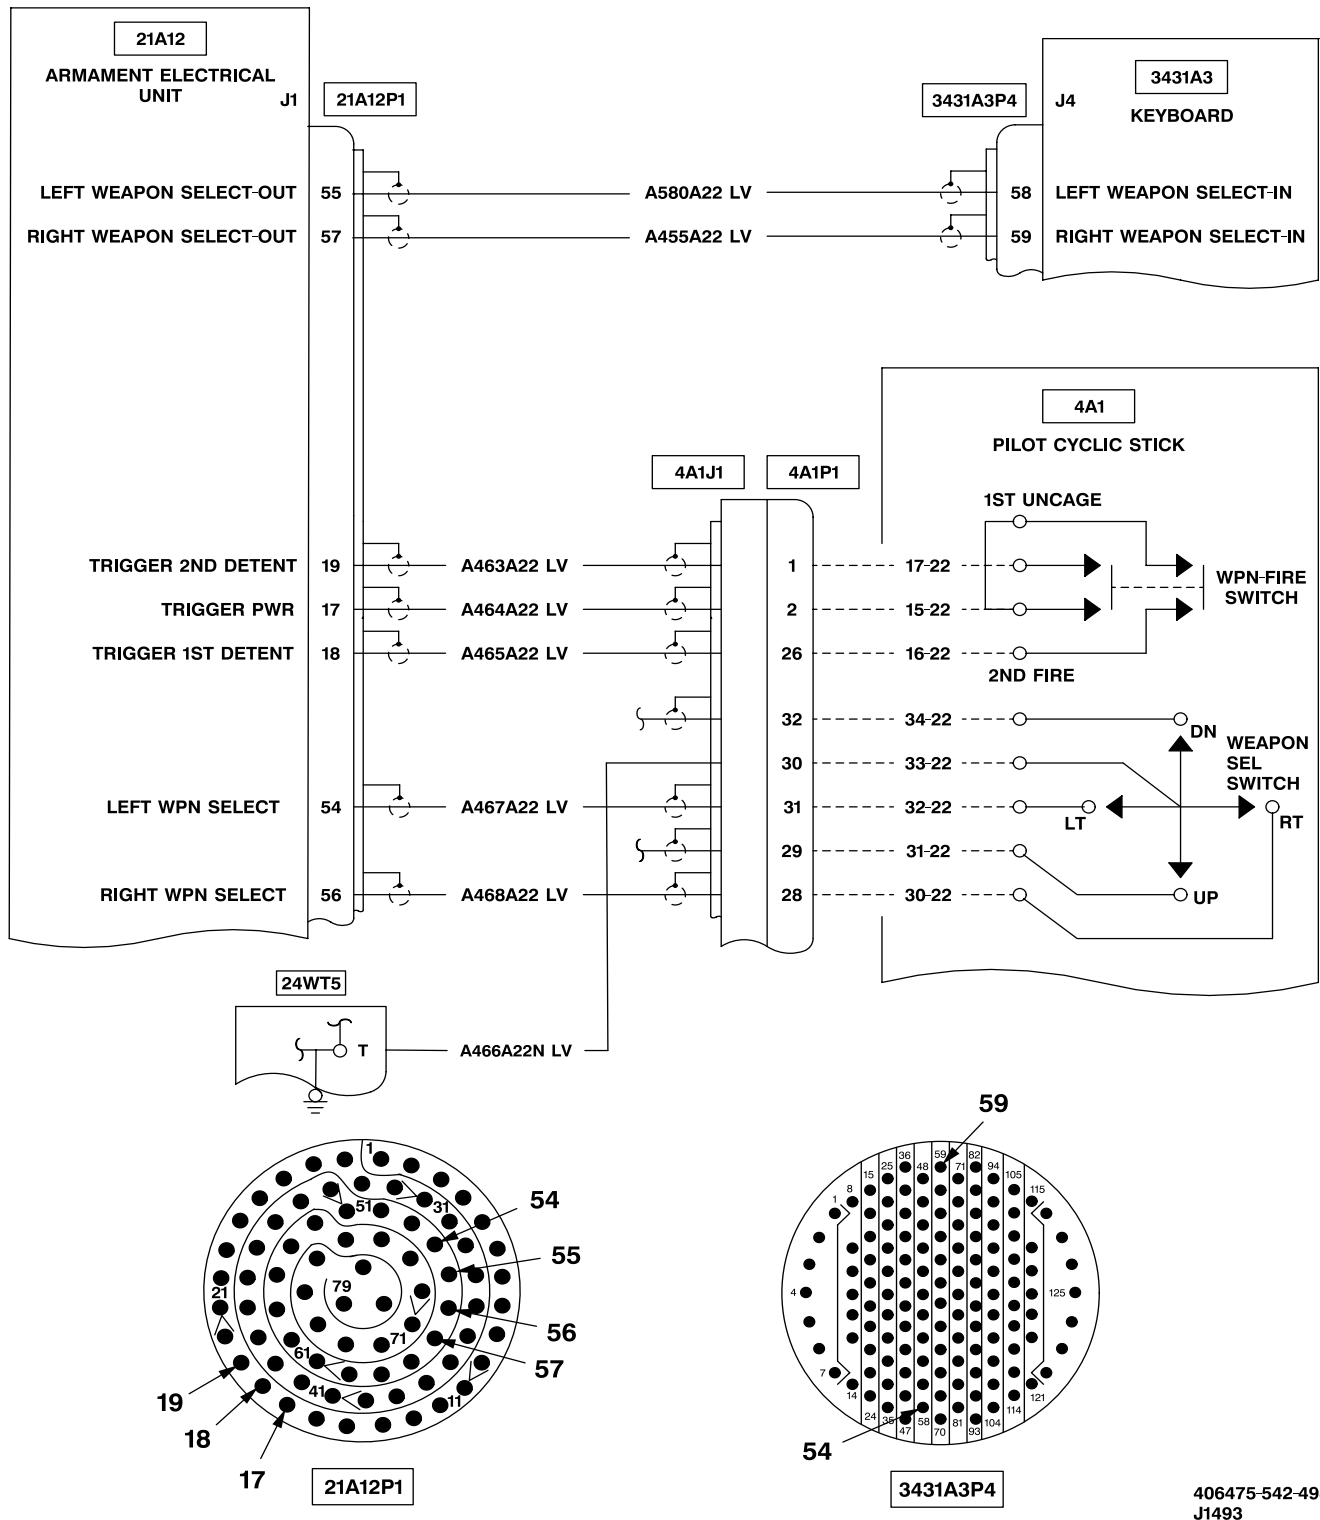 21A12
ARMAMENT ELECTRICAL
UNIT
J1
21A12P1
3431A3P4
J4
3431A3
KEYBOARD
LEFT WEAPON SELECT-OUT 55 A580A22 LV 58 LEFT WEAPON SELECT-IN
RIGHT WEAPON SELECT-OUT 57 A455A22 LV 59 RIGHT WEAPON SELECT-IN
4A1
PILOT CYCLIC STICK
4A1J1
4A1P1
1ST UNCAGE
TRIGGER 2ND DETENT 19 A463A22 LV 1 17-22
WPN-FIRE
SWITCH
TRIGGER PWR 17 A464A22 LV 2 15-22
TRIGGER 1ST DETENT 18 A465A22 LV 26 16-22
2ND FIRE
32 34-22 DN
WEAPON
SEL
SWITCH
30 33-22
LEFT WPN SELECT 54 A467A22 LV 31 32-22 LT RT
29 31-22
RIGHT WPN SELECT 56 A468A22 LV 28 30-22 UP
24WT5
T A466A22N LV
1
51
31
54
55
79
21
56
71
57
61
41
11
19
18
17
21A12P1
59
36 59 82
15 25 48 71 94 105
1 8 115
4 125
7 121
14 114
24 35 58 81 104
47 70 93
54
3431A3P4
406475-542-49
J1493